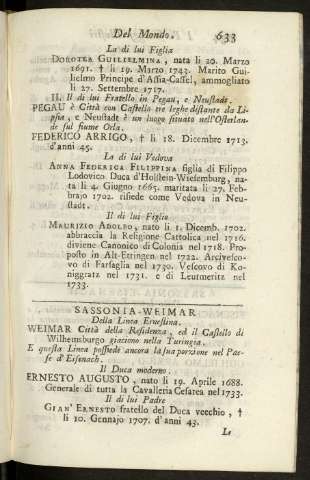 Del Mondo. 633
La di lui Figlia
DOROTEA GUILIELMINA, nata li 20. Marzo
1691. † li 19. Marzo 1743. Marito Gui-
lielmo Principe d'Assia-Cassel, ammogliato
li 27. Settembre 1717.
II. Il di lui Fratello in Pegau, e Neustadt.
PEGAU è Città con Castello tre leghe distante da Li-
psia, e Neustadt è un luogo situato nell'Osterlan-
de sul fiume Orla.
FEDERICO ARRIGO, † li 18. Dicembre 1713.
d'anni 45.
La di lui Vedova
ANNA FEDERICA FILIPPINA figlia di Filippo
Lodovico Duca d'Hollstein-Wiesemburg, na-
ta li 4. Giugno 1665. maritata li 27. Feb-
brajo 1702. risiede come Vedova in Neu-
stadt.
Il di lui Figlio
MAURIZIO ADOLFO, nato li 1. Dicemb. 1702.
abbraccia la Religione Cattolica nel 1716.
diviene Canonico di Colonia nel 1718. Pro-
posto in Alt-Ettingen nel 1722. Arcivesco-
vo di Farsaglia nel 1730. Vescovo di Ko-
niggratz nel 1731. e di Leutmeritz nel
1733.
SASSONIA-WEIMAR
Della Linea Ernestina.
WEIMAR Città della Residenza, ed il Castello di
Wilhemsburgo giaciono nella Turingia.
E questa Linea possiede ancora la sua porzione nel Pae-
se d'Eisenach.
Il Duca moderno.
ERNESTO AUGUSTO, nato li 19. Aprile 1688.
Generale di tutta la Cavalleria Cesarea nel 1733.
Il di lui Padre
GIAN' ERNESTO fratello del Duca vecchio, †
li 10. Gennajo 1707. d'anni 43.
La